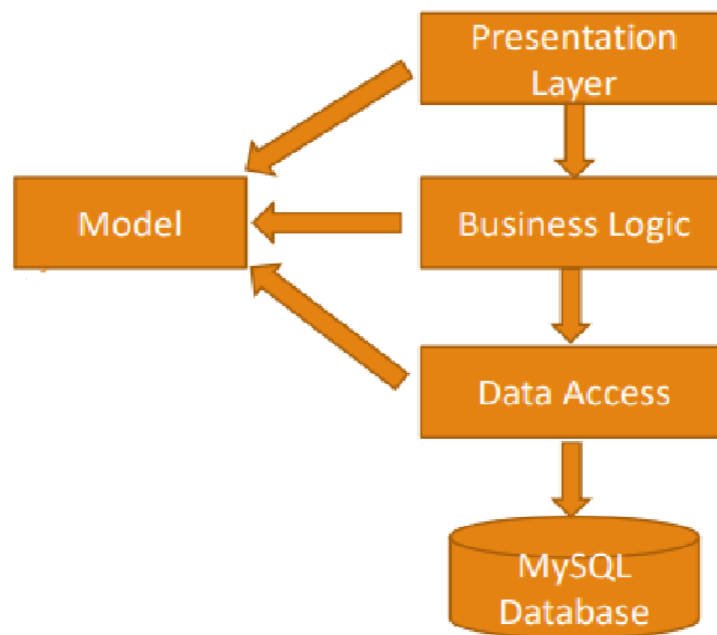 Presentation
Layer
Model
Business Logic
Data Access
MySQL
Database